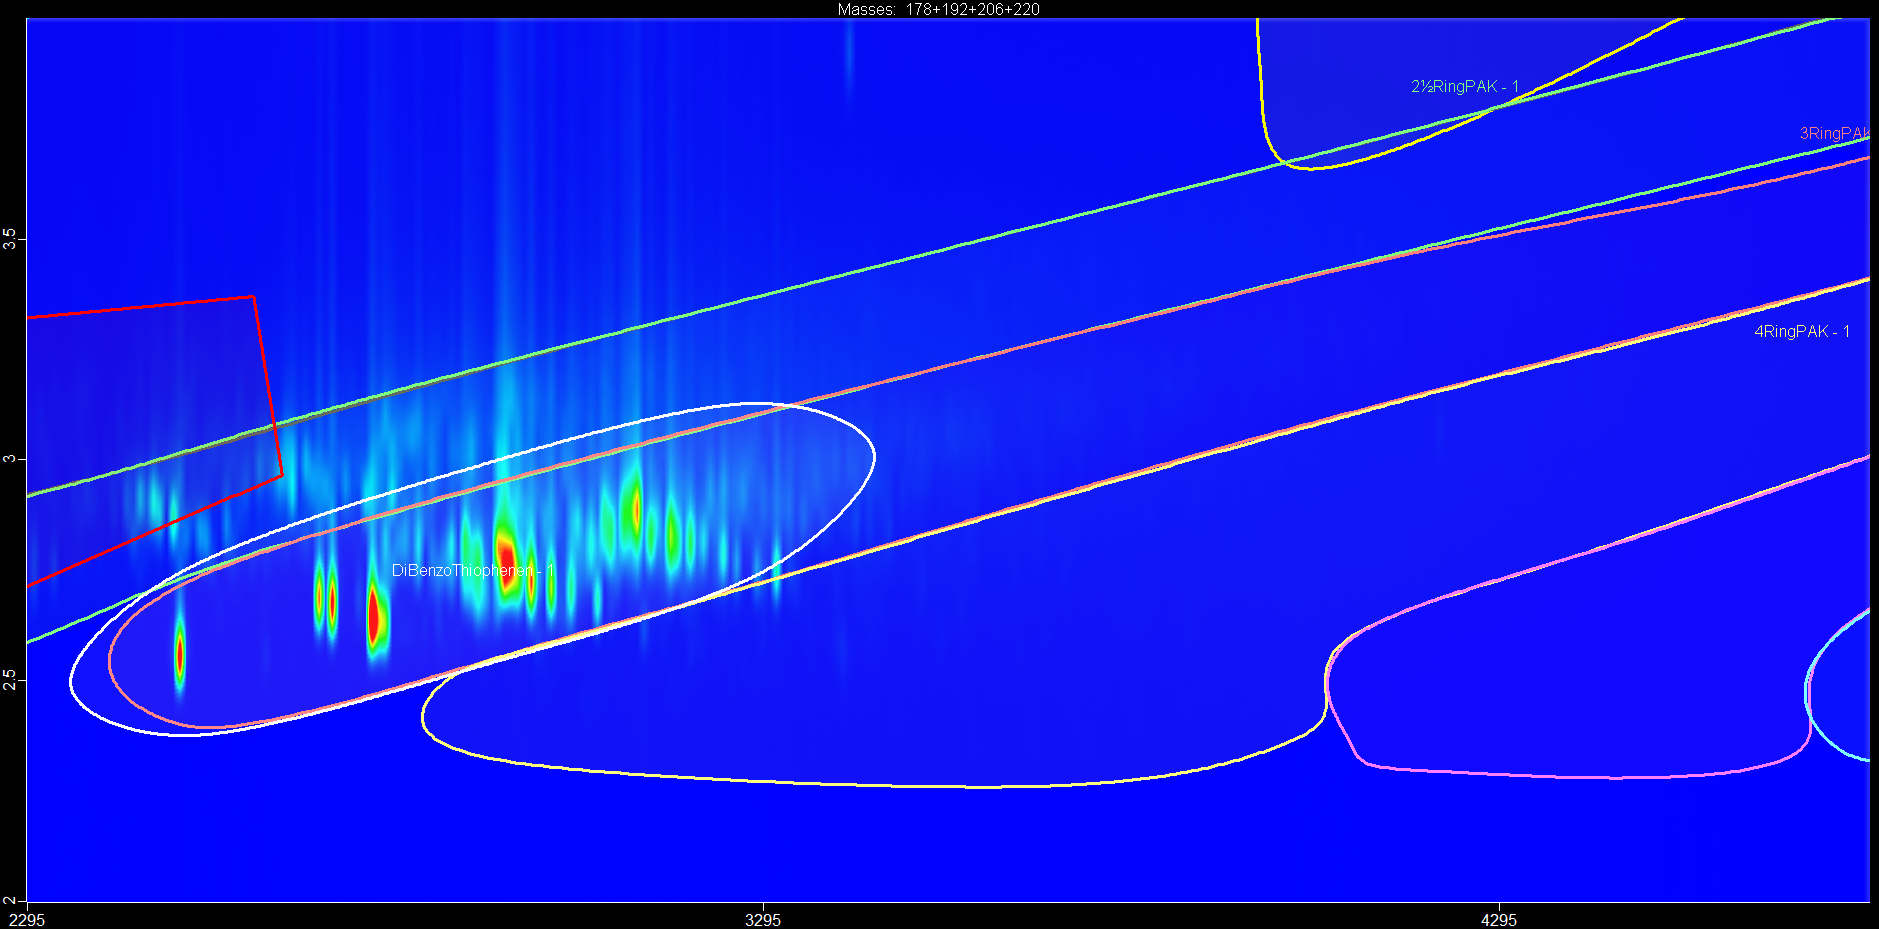 Masses: 178+192+206+220
2½RingPAK - 1
3RingPAK
3.5
4RingPAK - 1
3
DiBenzoThiophenen - 1
2.5
2
2295
3295
4295